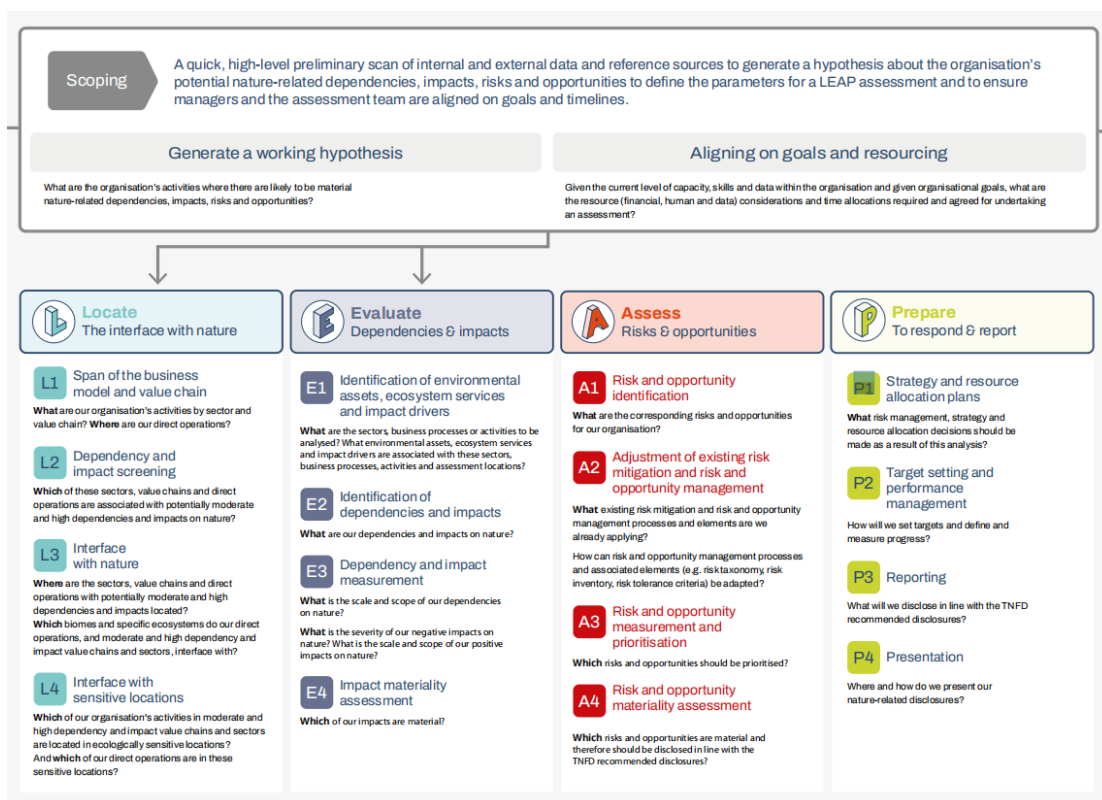 Scoping
A quick, high-level preliminary scan of internal and external data and reference sources to generate a hypothesis about the organisation's
potential nature-related dependencies, impacts, risks and opportunities to define the parameters for a LEAP assessment and to ensure
managers and the assessment team are aligned on goals and timelines.
Generate a working hypothesis
What are the organisation's activities where there are likely to be material
nature-related dependencies, impacts, risks and opportunities?
Aligning on goals and resourcing
Given the current level of capacity, skills and data within the organisation and given organisational goals, what are
the resource (financial, human and data) considerations and time allocations required and agreed for undertaking
an assessment?
L
Locate
The interface with nature
L1
Span of the business
model and value chain
What are our organisation's activities by sector and
value chain? Where are our direct operations?
L2
Dependency and
impact screening
Which of these sectors, value chains and direct
operations are associated with potentially moderate
and high dependencies and impacts on nature?
L3
Interface
with nature
Where are the sectors, value chains and direct
operations with potentially moderate and high
dependencies and impacts located?
Which biomes and specific ecosystems do our direct
operations, and moderate and high dependency and
impact value chains and sectors, interface with?
L4
Interface with
sensitive locations
Which of our organisation's activities in moderate and
high dependency and impact value chains and sectors
are located in ecologically sensitive locations?
And which of our direct operations are in these
sensitive locations?
E
Evaluate
Dependencies & impacts
E1
Identification of environmental
assets, ecosystem services
and impact drivers
What are the sectors, business processes or activities to be
analysed? What environmental assets, ecosystem services
and impact drivers are associated with these sectors,
business processes, activities and assessment locations?
E2
Identification of
dependencies and impacts
What are our dependencies and impacts on nature?
E3
Dependency and impact
measurement
What is the scale and scope of our dependencies
on nature?
What is the severity of our negative impacts on
nature? What is the scale and scope of our positive
impacts on nature?
E4
Impact materiality
assessment
Which of our impacts are material?
A
Assess
Risks & opportunities
A1
Risk and opportunity
identification
What are the corresponding risks and opportunities
for our organisation?
A2
Adjustment of existing risk
mitigation and risk and
opportunity management
What existing risk mitigation and risk and opportunity
management processes and elements are we
already applying?
How can risk and opportunity management processes
and associated elements (e.g. risk taxonomy, risk
inventory, risk tolerance criteria) be adapted?
A3
Risk and opportunity
measurement and
prioritisation
Which risks and opportunities should be prioritised?
A4
Risk and opportunity
materiality assessment
Which risks and opportunities are material and
therefore should be disclosed in line with the
TNFD recommended disclosures?
P
Prepare
To respond & report
P1
Strategy and resource
allocation plans
What risk management, strategy and
resource allocation decisions should be
made as a result of this analysis?
P2
Target setting and
performance
management
How will we set targets and define and
measure progress?
P3
Reporting
What will we disclose in line with the TNFD
recommended disclosures?
P4
Presentation
Where and how do we present our
nature-related disclosures?